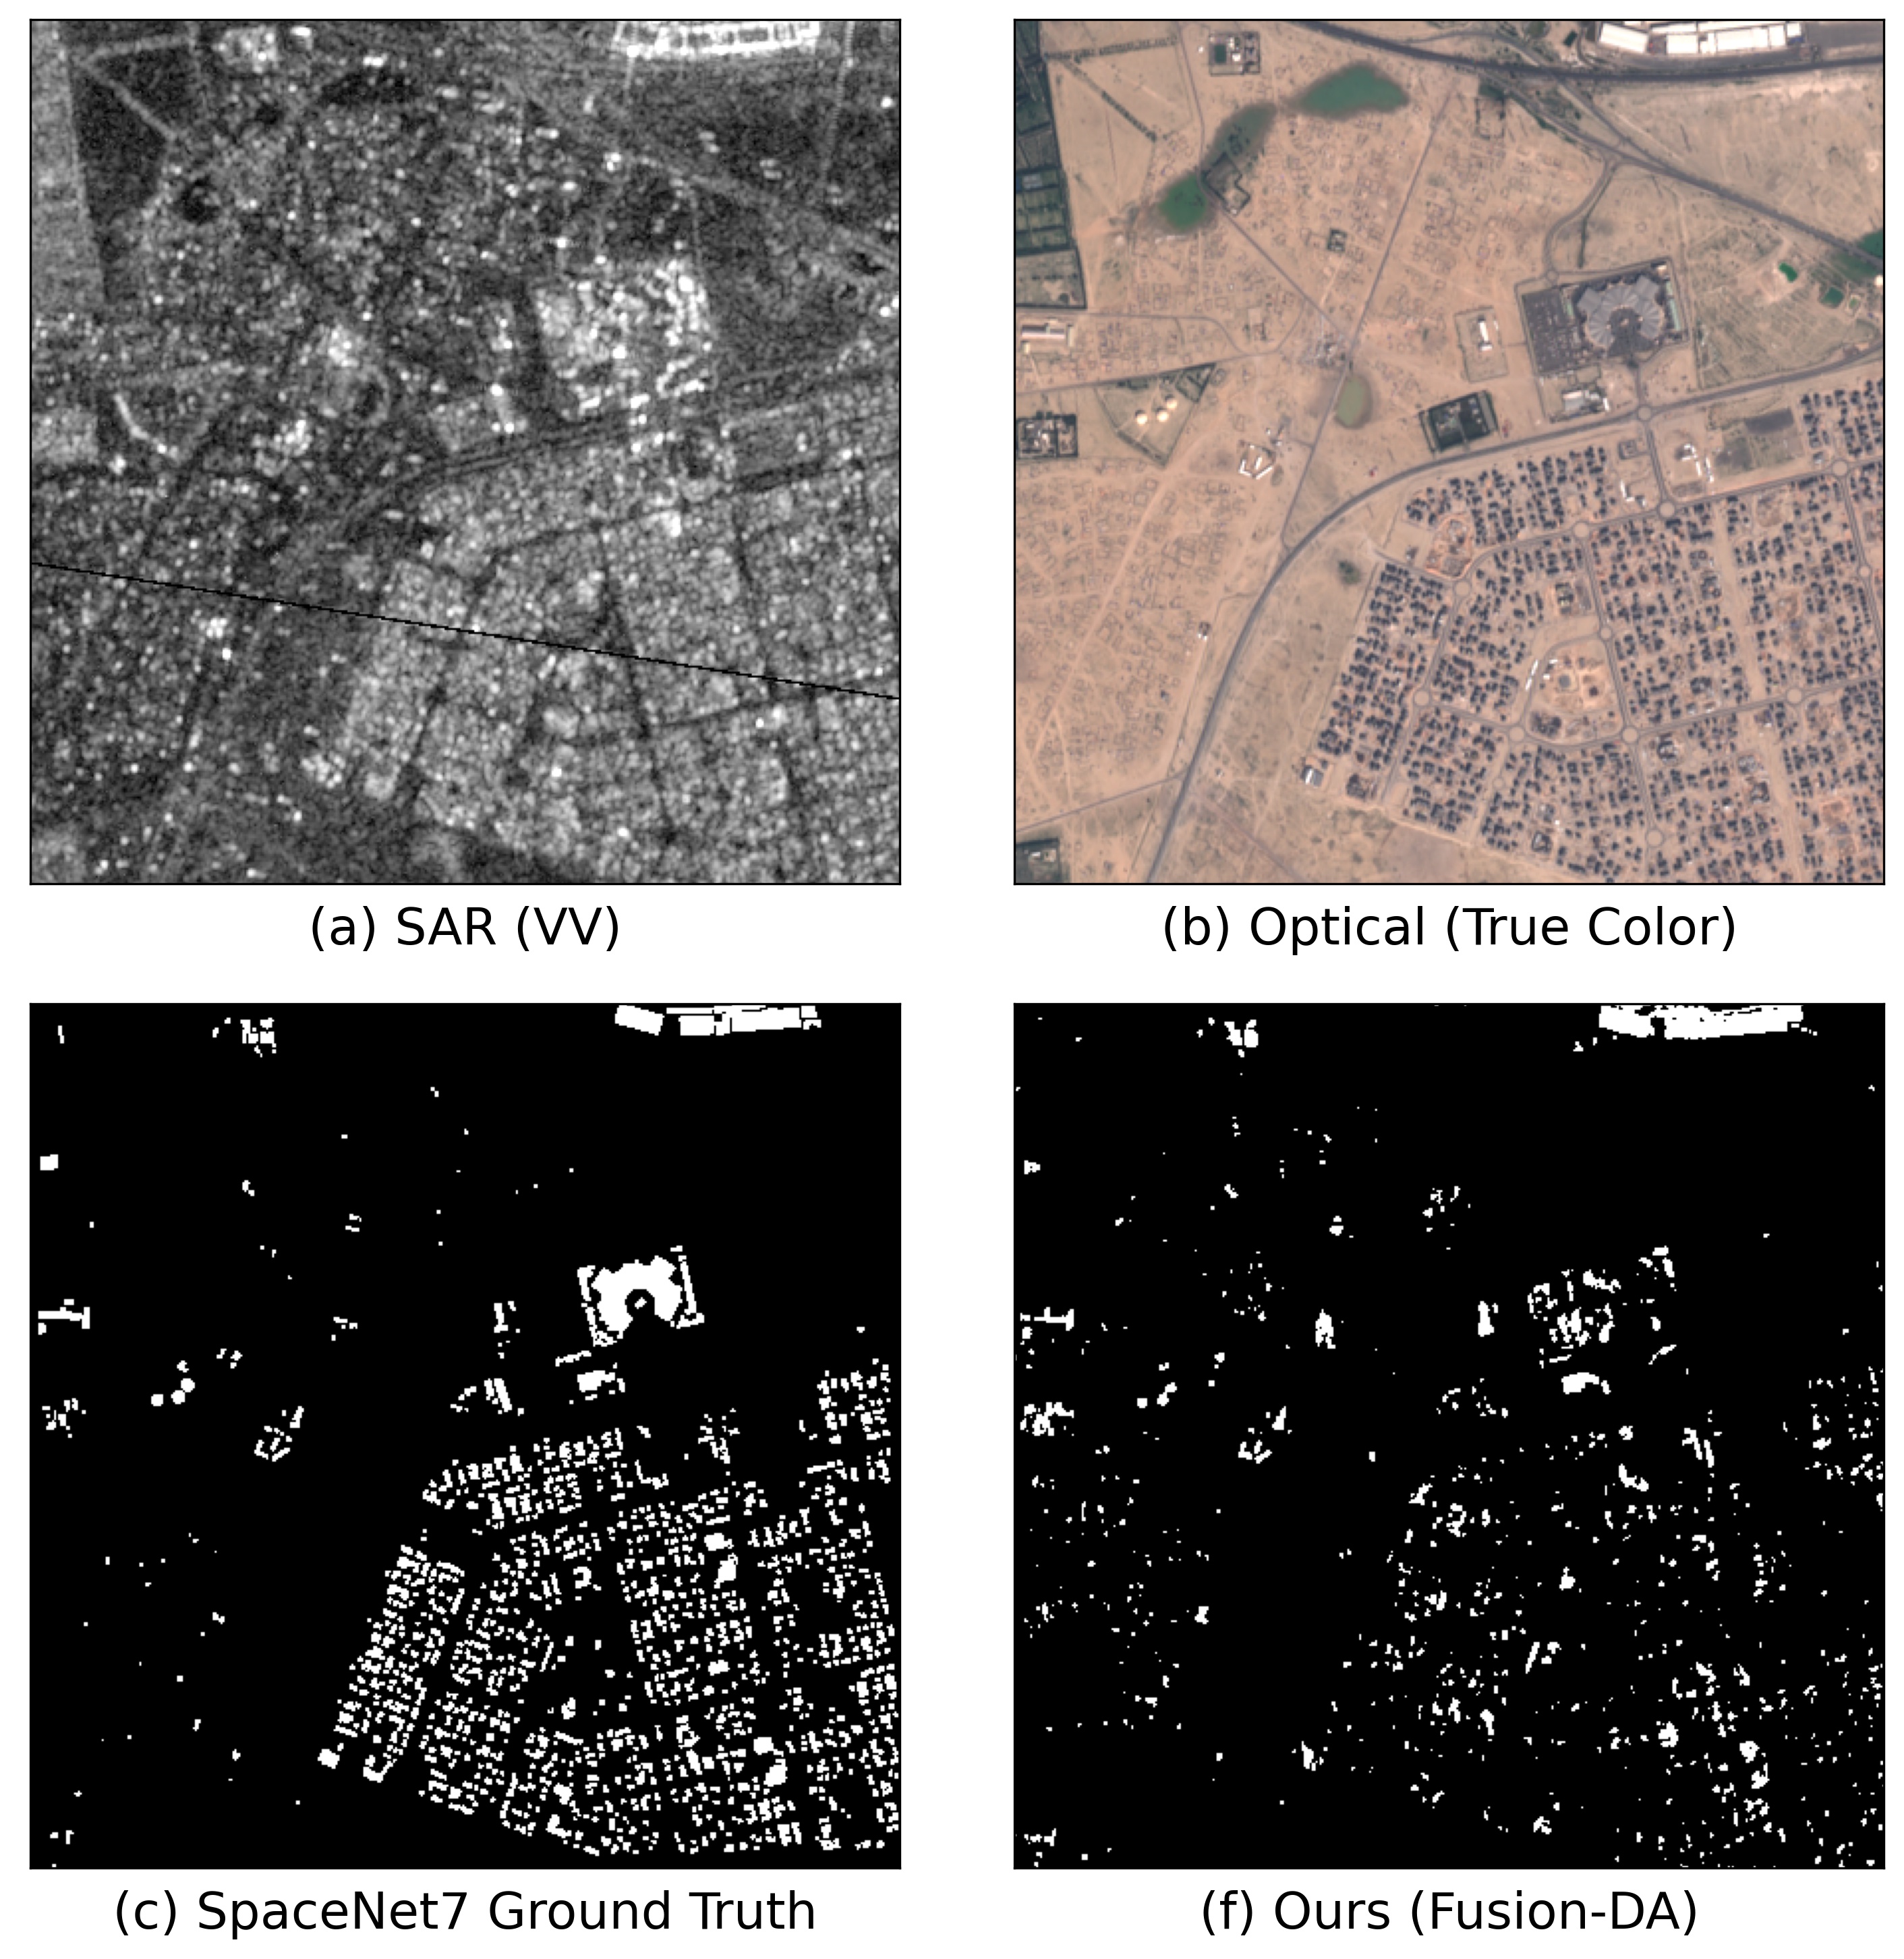 (a) SAR (VV)
(b) Optical (True Color)
(c) SpaceNet7 Ground Truth
(f) Ours (Fusion-DA)